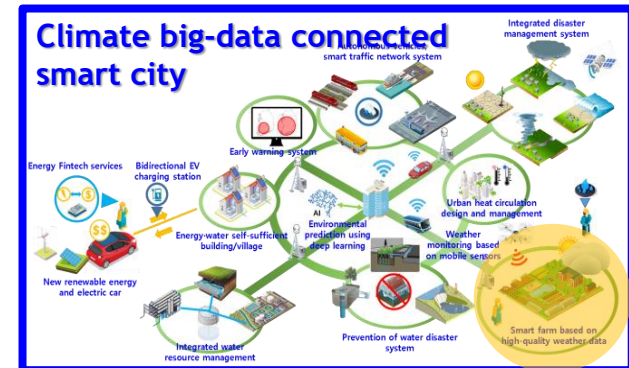 Climate big-data connected
smart city
Autonomous vehicles,
smart traffic network system
Integrated disaster
management system
Early warning system
Energy Fintech services
Bidirectional EV
charging station
Energy-water self-sufficient
building/village
AI
Environmental
prediction using
deep learning
Urban heat circulation
design and management
Weather
monitoring based
on mobile sensors
$$
New renewable energy
and electric car
Smart farm based on
high-quality weather data
Prevention of water disaster
system
Integrated water
resource management